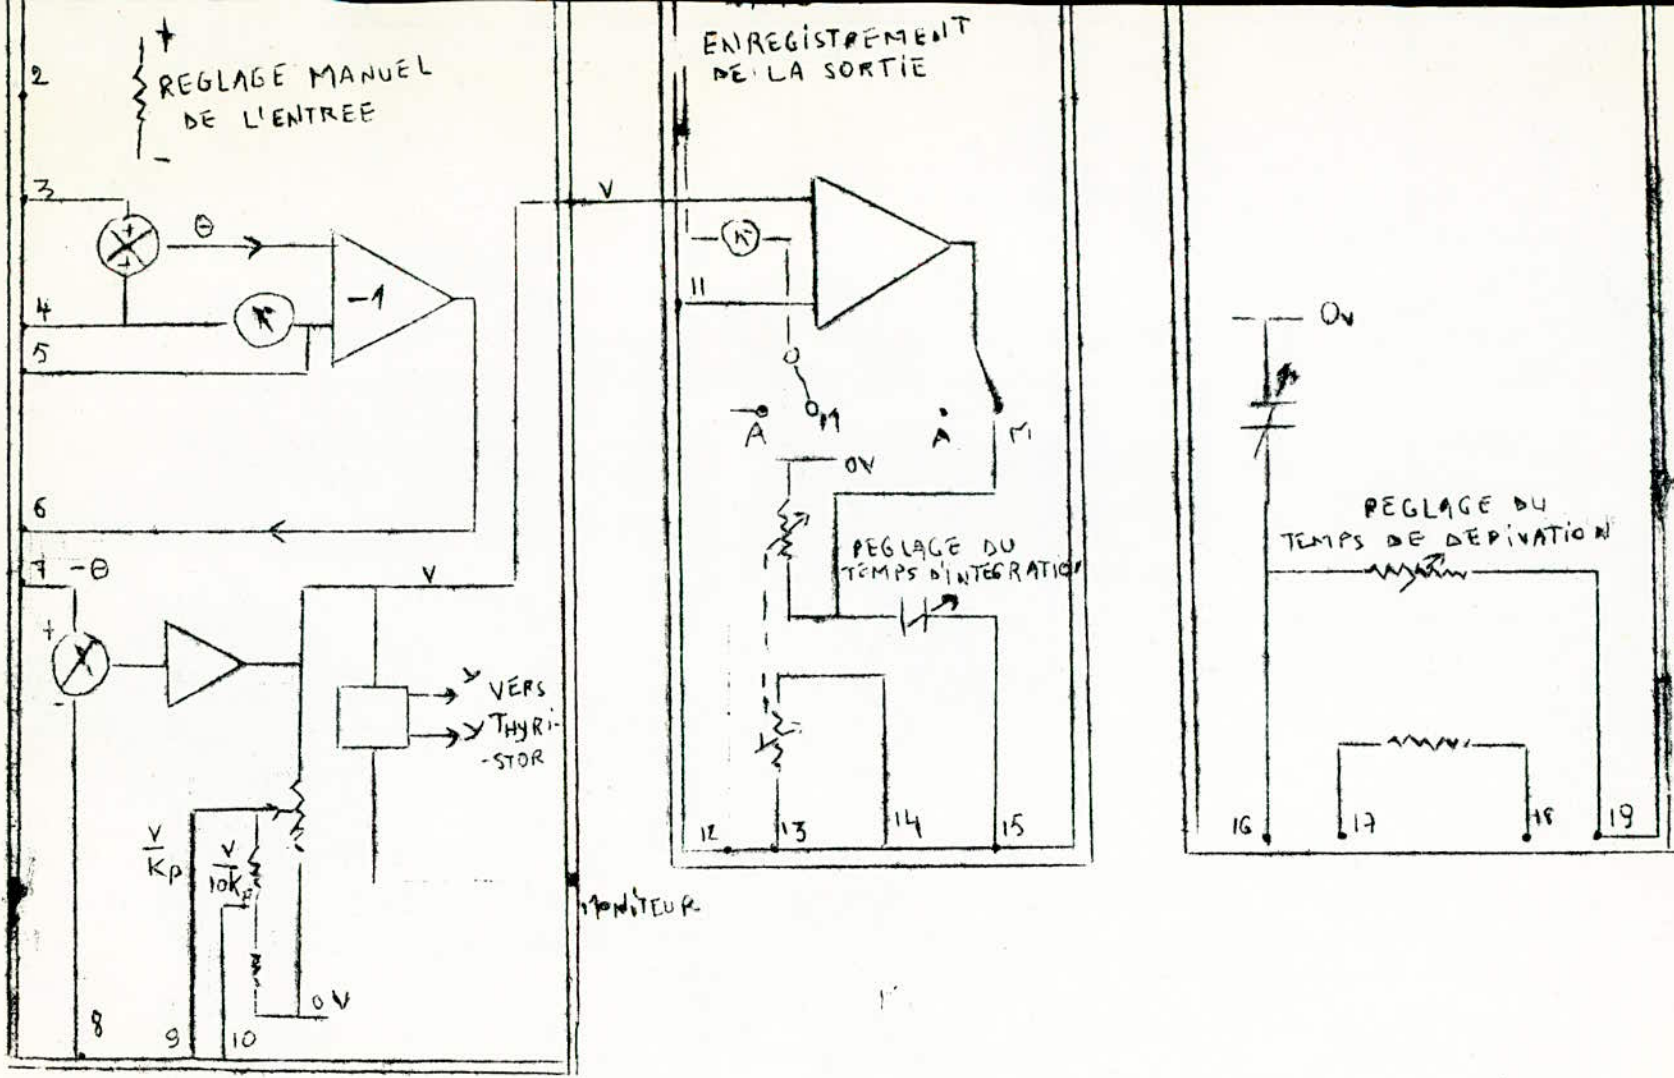 +
REGLAGE MANUEL
DE L'ENTREE
-
2
3
+
-
θ
-1
4
5
6
7
-θ
+
-
V
V
VERS
THYRI-
-STOR
V
Kp
V
0V
8
9
10
MONITEUR
ENREGISTREMENT
DE LA SORTIE
11
A
M
A
M
0V
REGLAGE DU
TEMPS D'INTEGRATION
12
13
14
15
0V
REGLAGE DU
TEMPS DE DERIVATION
16
17
18
19